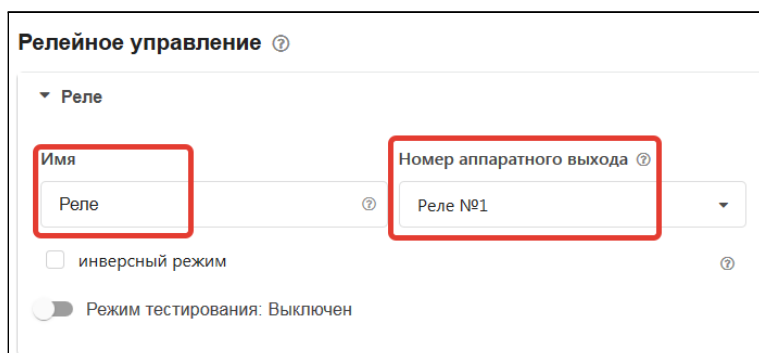 Релейное управление
Реле
Имя
Номер аппаратного выхода
Реле
Реле №1
инверсный режим
Режим тестирования: Выключен